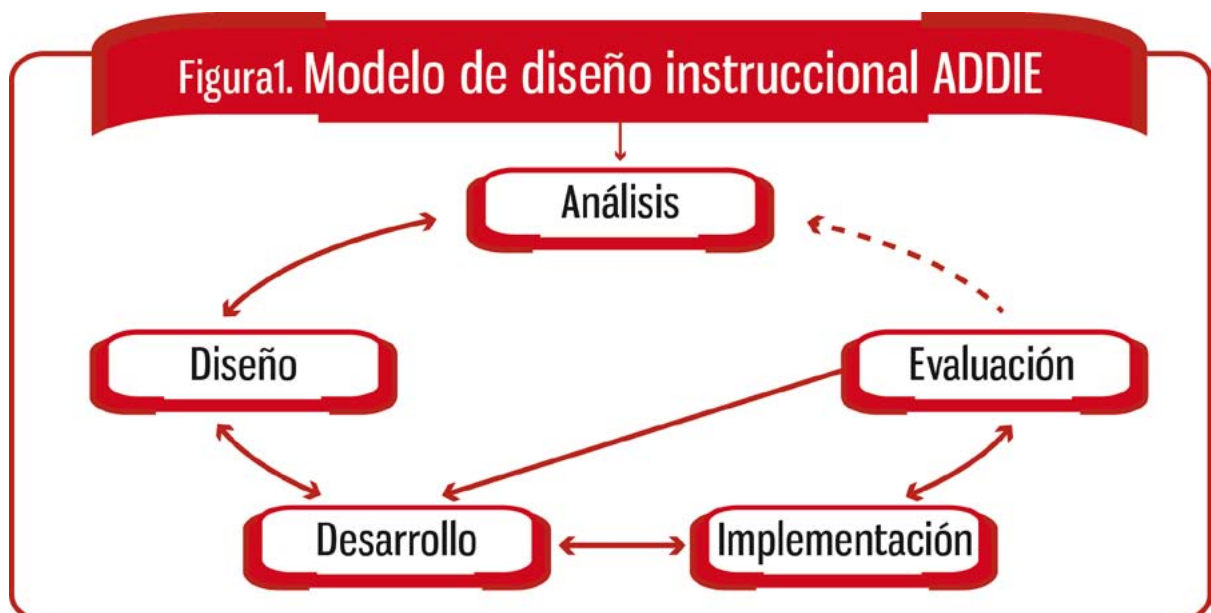 Figura1. Modelo de diseño instruccional ADDIE
Análisis
Diseño
Evaluación
Desarrollo
Implementación